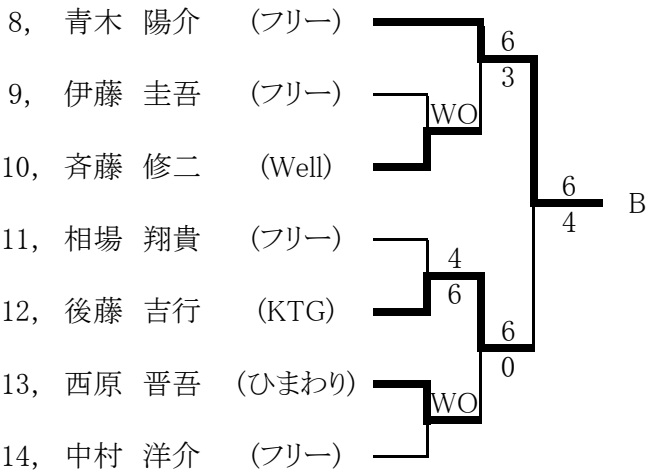 8, 青木 陽介 (フリー)
6
3
9, 伊藤 圭吾 (フリー)
WO
10, 斉藤 修二 (Well)
6
4
B
11, 相場 翔貴 (フリー)
4
6
12, 後藤 吉行 (KTG)
6
0
13, 西原 晋吾 (ひまわり)
WO
14, 中村 洋介 (フリー)